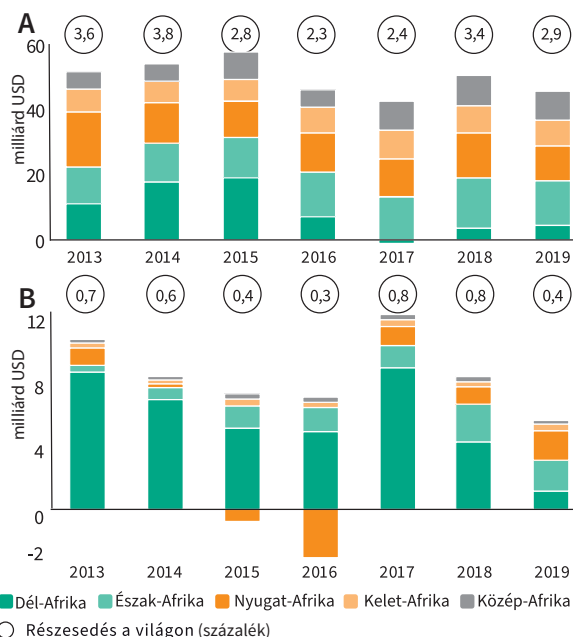 A
3,6 3,8 2,8 2,3 2,4 3,4 2,9
milliárd USD
60
40
20
0
2013 2014 2015 2016 2017 2018 2019
B
0,7 0,6 0,4 0,3 0,8 0,8 0,4
milliárd USD
12
8
4
0
-2
2013 2014 2015 2016 2017 2018 2019
Dél-Afrika Észak-Afrika Nyugat-Afrika Kelet-Afrika Közép-Afrika
Részesedés a világon (százalék)